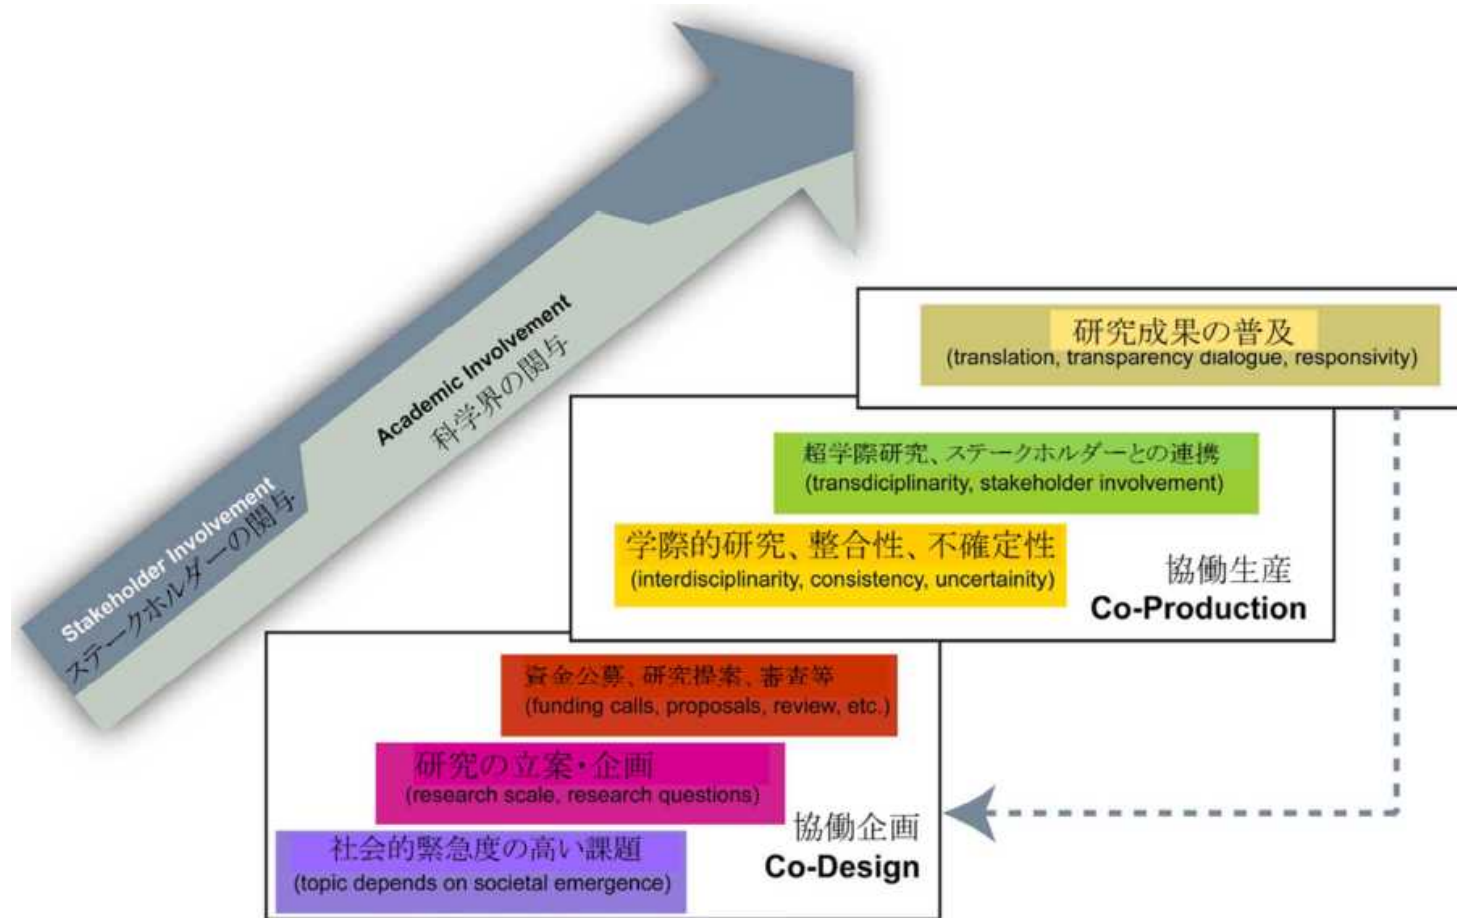 Stakeholder Involvement
ステークホルダーの関与
Academic Involvement
科学界の関与
研究成果の普及
(translation, transparency dialogue, responsivity)
超学際研究、ステークホルダーとの連携
(transdiciplinarity, stakeholder involvement)
学際的研究、整合性、不確定性
(interdisciplinarity, consistency, uncertainity)
協働生産
Co-Production
資金公募、研究提案、審査等
(funding calls, proposals, review, etc.)
研究の立案・企画
(research scale, research questions)
社会的緊急度の高い課題
(topic depends on societal emergence)
協働企画
Co-Design